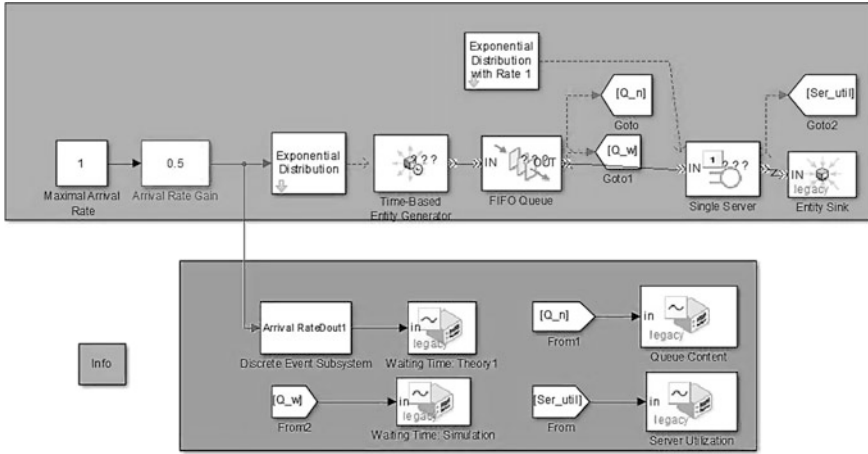 Exponential
Distribution
with Rate 1
[Q_n]
Goto
[Ser_util]
Goto2
1
Maximal Arrival
Rate
0.5
Arrival Rate Gain
Exponential
Distribution
???
Time-Based
Entity Generator
IN ???OUT
FIFO Queue
[Q_w]
Goto1
1
IN ???
Single Server
IN
legacy
Entity Sink
Arrival RateDout1
Discrete Event Subsystem
in
legacy
Waiting Time: Theory1
[Q_n]
From1
in
legacy
Queue Content
Info
[Q_w]
From2
in
legacy
Waiting Time: Simulation
[Ser_util]
From
in
legacy
Server Utilization